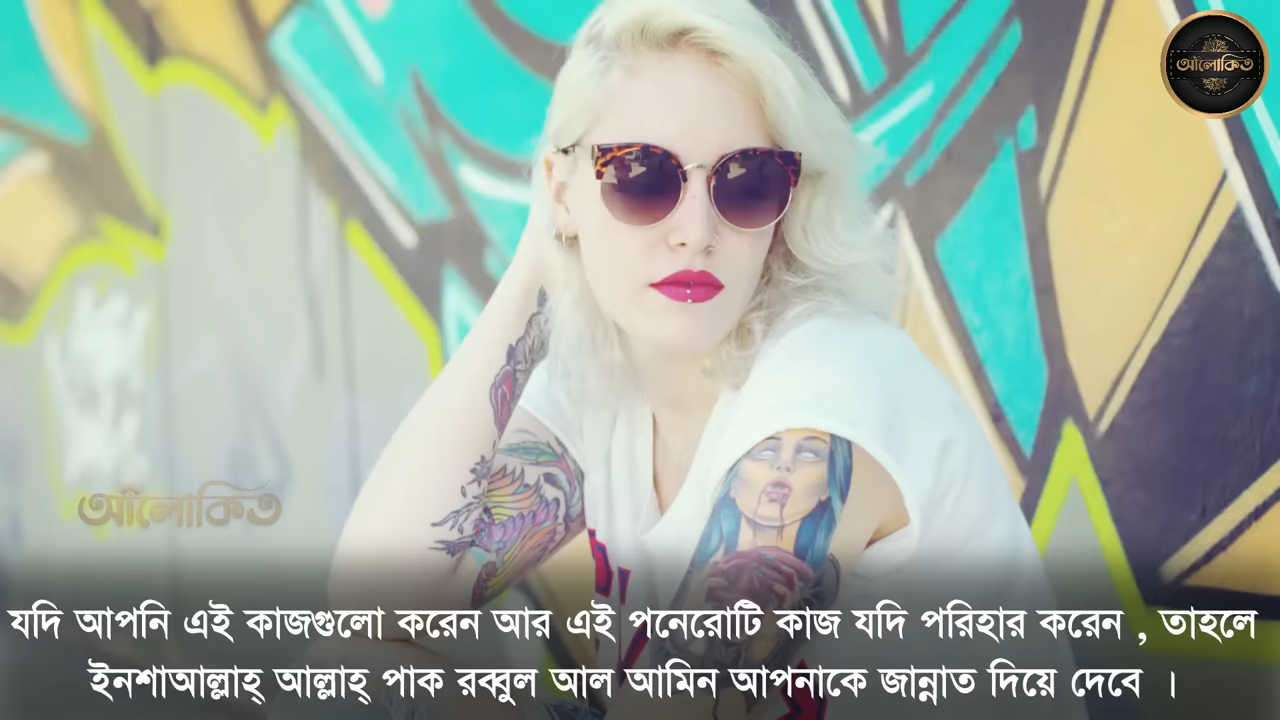 আলোকিত
আলোকিত
যদি আপনি এই কাজগুলো করেন আর এই পনেরোটি কাজ যদি পরিহার করেন , তাহলে
ইনশাআল্লাহ্ আল্লাহ্ পাক রব্বুল আল আমিন আপনাকে জান্নাত দিয়ে দেবে ।